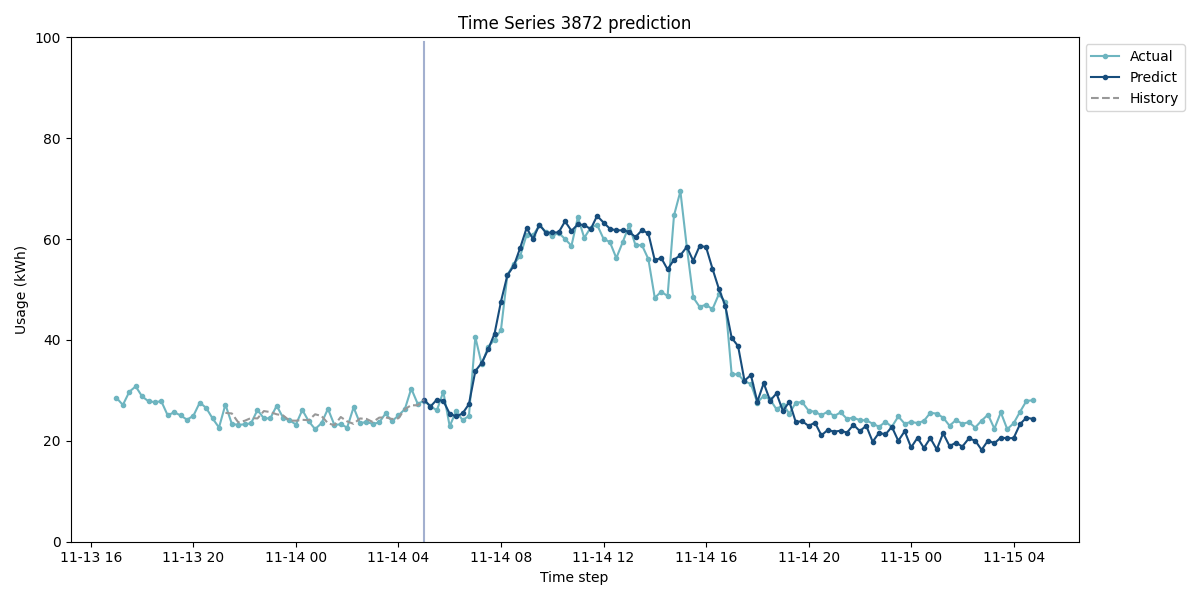 Time Series 3872 prediction
100
80
60
40
20
0
Usage (kWh)
11-13 16
11-13 20
11-14 00
11-14 04
11-14 08
11-14 12
11-14 16
11-14 20
11-15 00
11-15 04
Time step
Actual
Predict
History